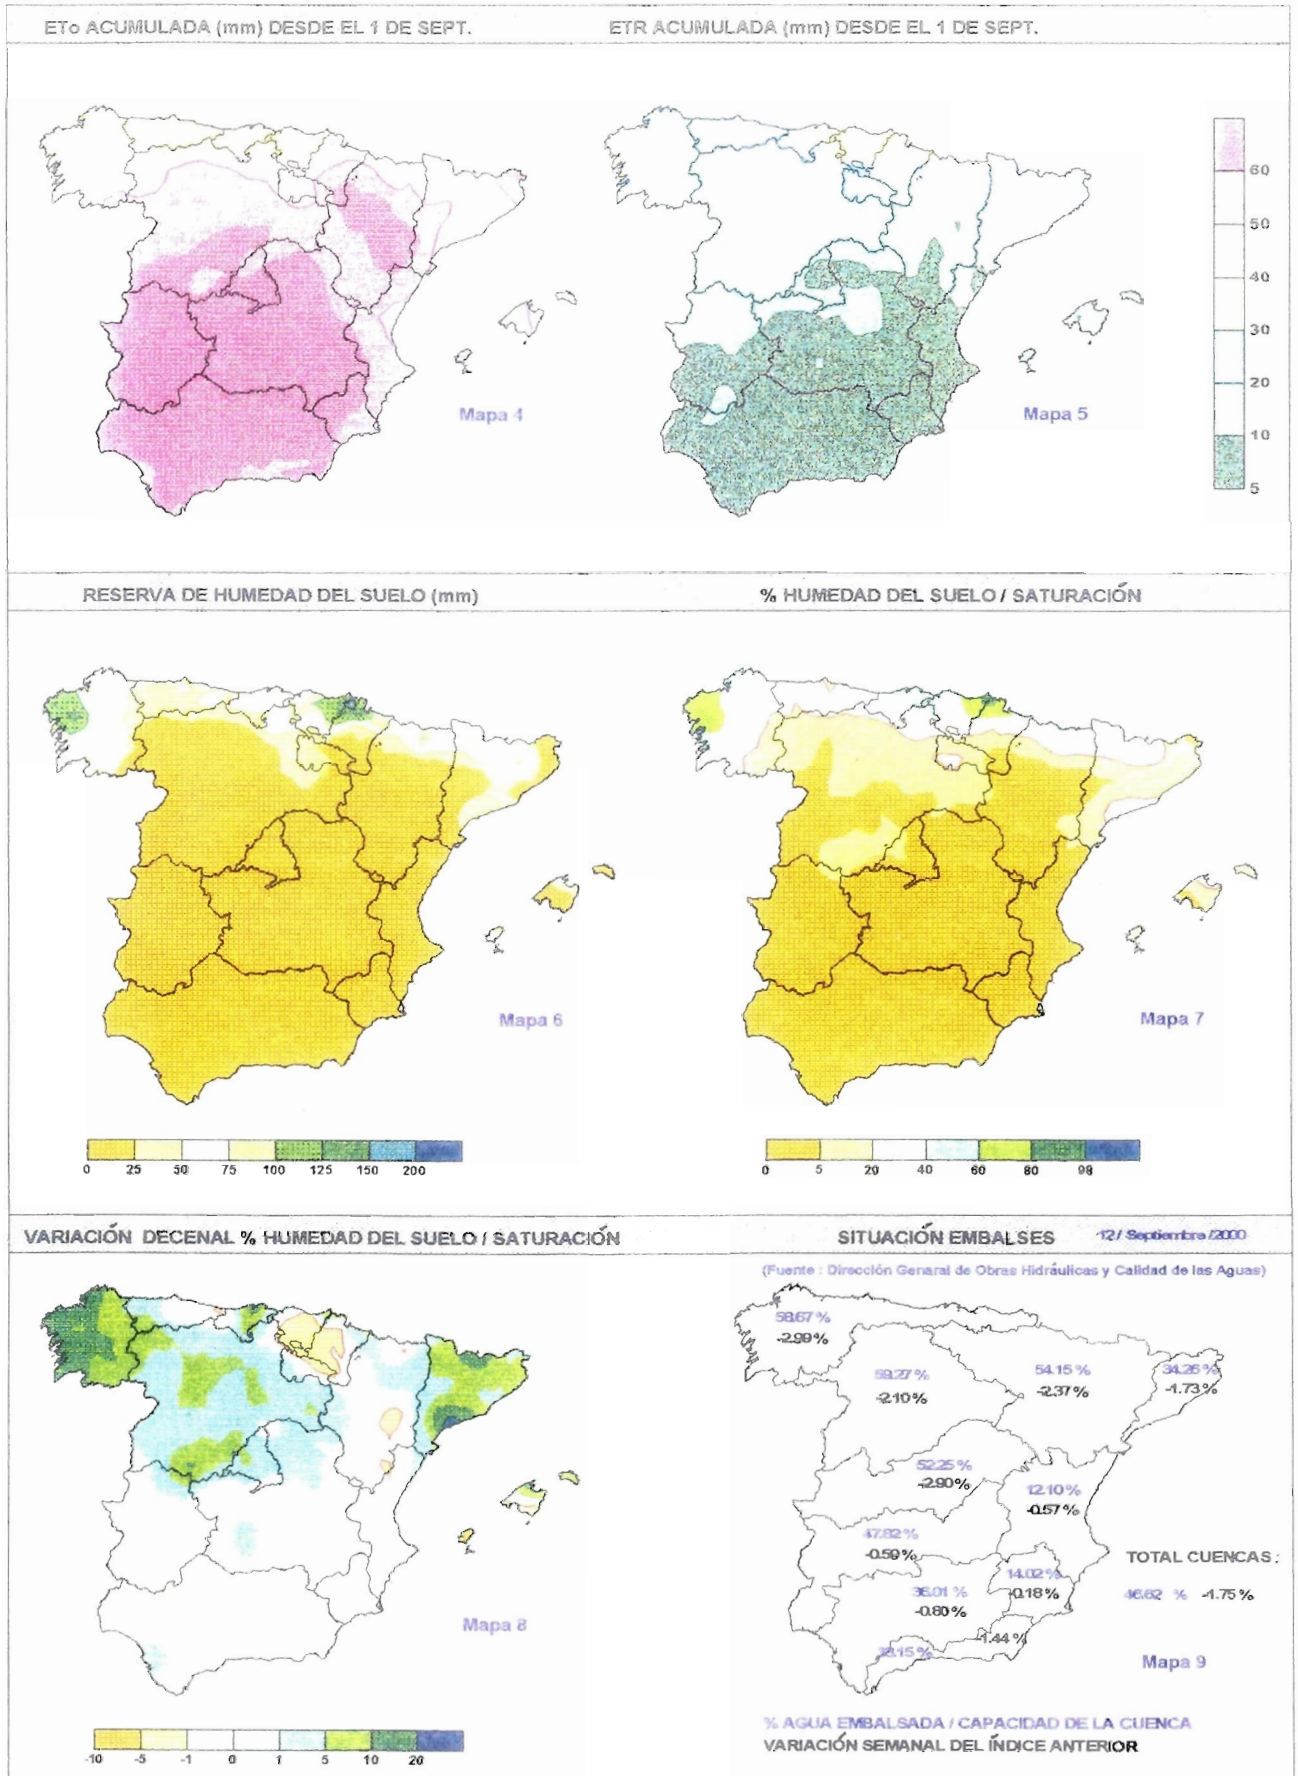 ETo ACUMULADA (mm) DESDE EL 1 DE SEPT.
ETR ACUMULADA (mm) DESDE EL 1 DE SEPT.
60
50
40
30
20
10
5
Mapa 4
Mapa 5
RESERVA DE HUMEDAD DEL SUELO (mm)
% HUMEDAD DEL SUELO / SATURACIÓN
Mapa 6
Mapa 7
0 25 50 75 100 125 150 200
0 5 20 40 60 80 98
VARIACIÓN DECENAL % HUMEDAD DEL SUELO / SATURACIÓN
SITUACIÓN EMBALSES 12 / Septiembre / 2000
(Fuente : Dirección General de Obras Hidráulicas y Calidad de las Aguas)
58.67 %
-2.99 %
59.27 %
-2.10 %
54.15 %
-2.37 %
34.26 %
-1.73 %
52.25 %
-2.90 %
12.10 %
-0.57 %
47.82 %
-0.59 %
TOTAL CUENCAS :
46.62 % -1.75 %
14.02 %
-0.18 %
36.01 %
-0.80 %
-1.44 %
Mapa 8
Mapa 9
-10 -5 -1 0 1 5 10 20
% AGUA EMBALSADA / CAPACIDAD DE LA CUENCA
VARIACIÓN SEMANAL DEL ÍNDICE ANTERIOR